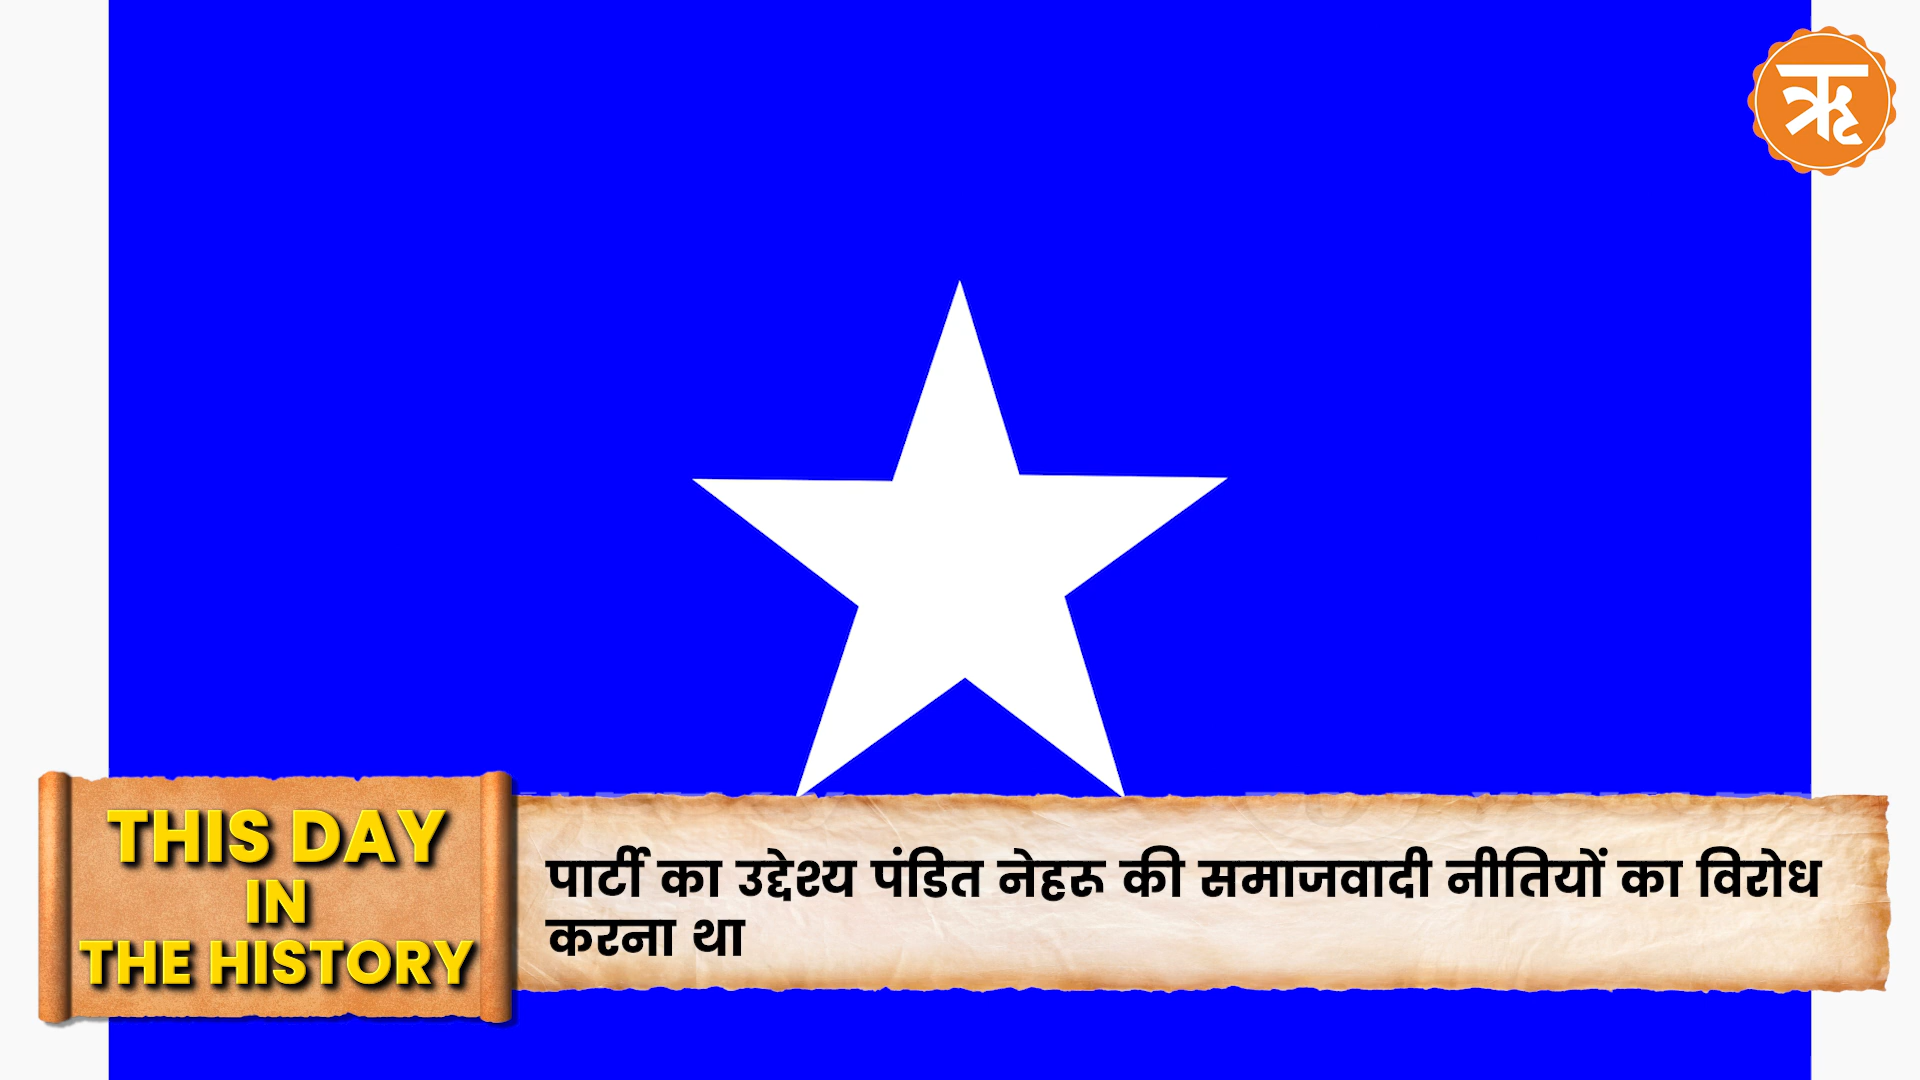 ऋ
THIS DAY
IN
THE HISTORY
पार्टी का उद्देश्य पंडित नेहरू की समाजवादी नीतियों का विरोध
करना था